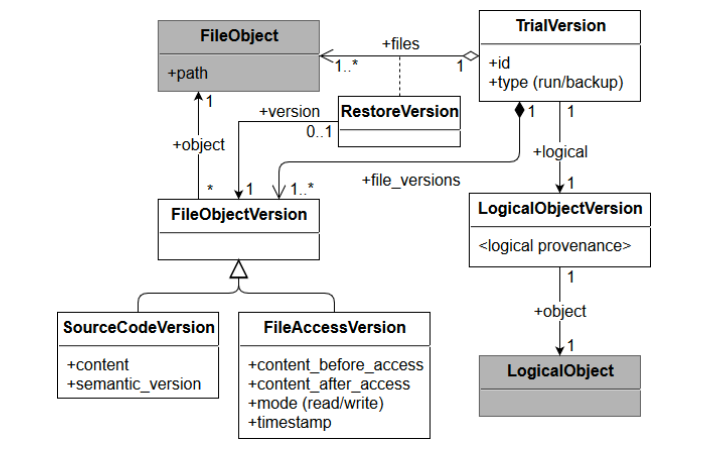 FileObject
+path
+files
1..*
1
TrialVersion
+id
+type (run/backup)
1
+version
0..1
RestoreVersion
1
1
+object
+logical
*
1
1..*
+file_versions
1
FileObjectVersion
LogicalObjectVersion
<logical provenance>
1
+object
1
SourceCodeVersion
+content
+semantic_version
FileAccessVersion
+content_before_access
+content_after_access
+mode (read/write)
+timestamp
LogicalObject